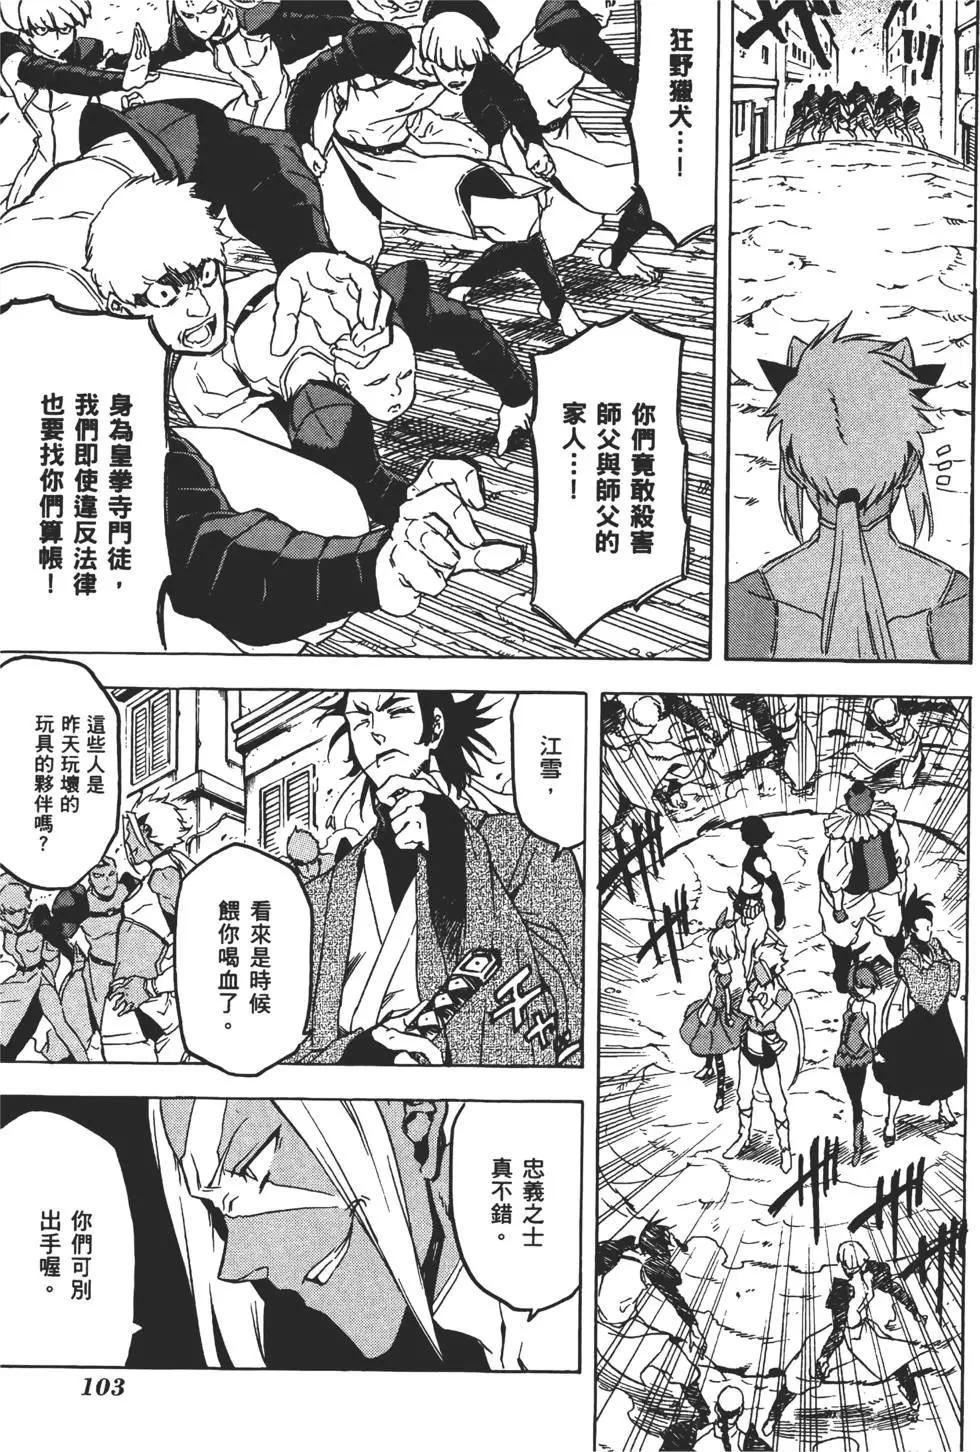 狂野獵犬…！
你們竟敢殺害
師父與師父的
家人…！
身為皇拳寺門徒，
我們即使違反法律
也要找你們算帳！
江雪，
看來是時候
餵你喝血了。
這些人是
昨天玩壞的
玩具的夥伴嗎？
忠義之士
真不錯。
你們可別
出手喔。
103